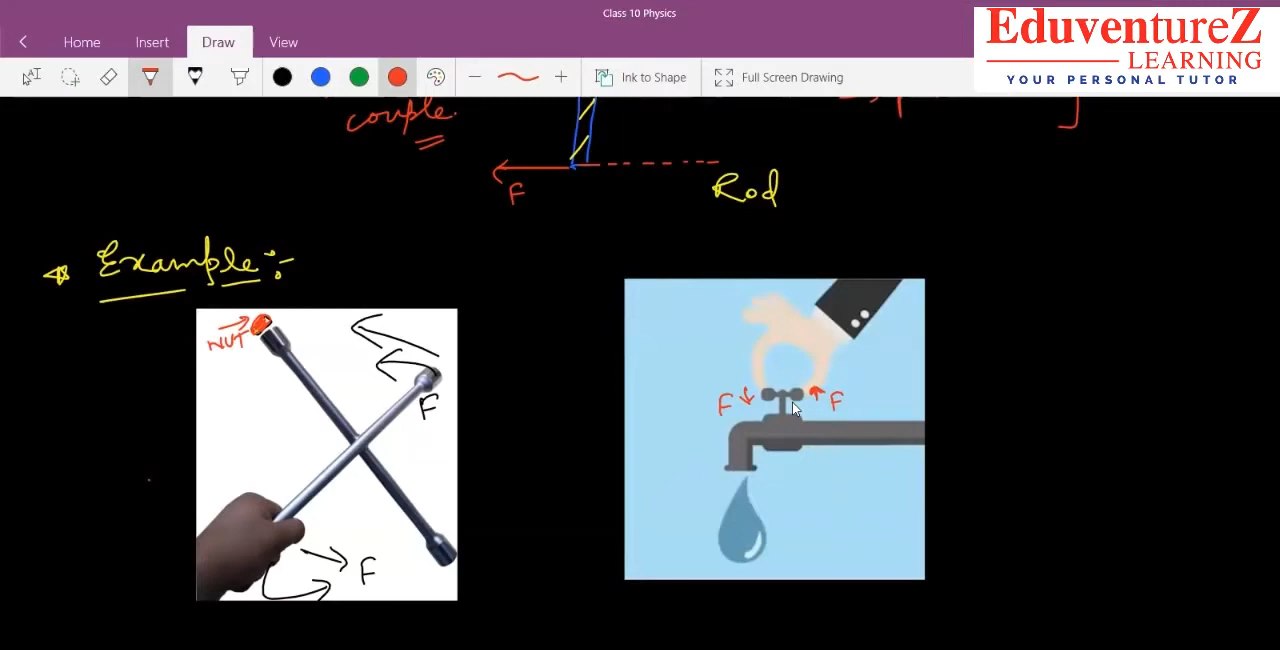 Class 10 Physics
EduventureZ
LEARNING
YOUR PERSONAL TUTOR
Home Insert Draw View
Ink to Shape Full Screen Drawing
couple.
F
Rod
* Example :-
NUT
F
F
F F